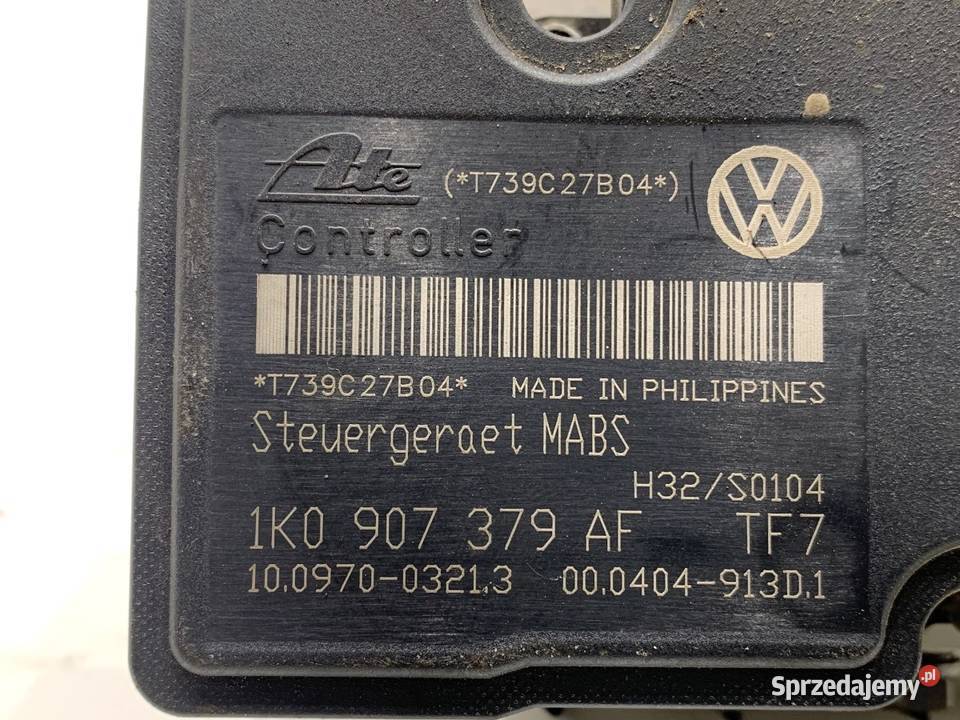 Ate (*T739C27B04*)
Controller
*T739C27B04* MADE IN PHILIPPINES
Steuergeraet MABS
H32/S0104
1K0 907 379 AF TF7
10.0970-0321.3 00.0404-913D.1
Sprzedajemy.pl